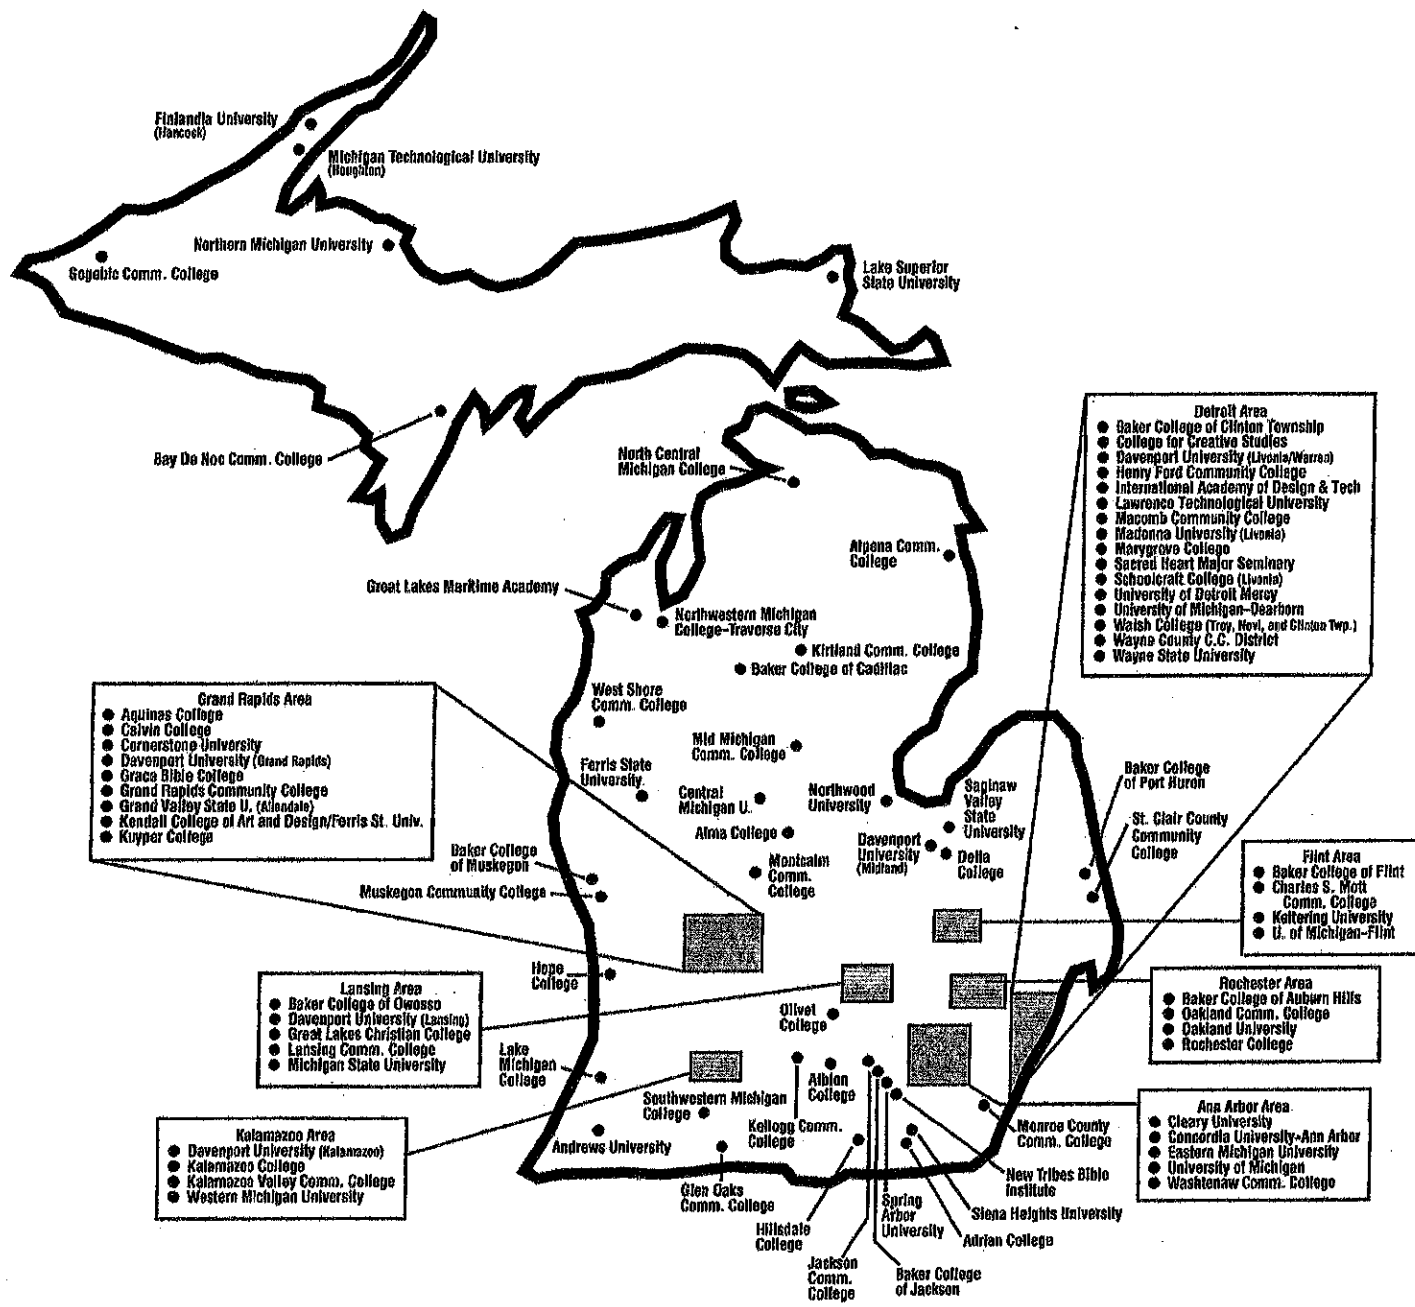 Finlandia University
(Hancock)
Michigan Technological University
(Houghton)
Northern Michigan University
Gogebic Comm. College
Lake Superior
State University
Bay De Noc Comm. College
North Central
Michigan College
Alpena Comm.
College
Great Lakes Maritime Academy
Northwestern Michigan
College-Traverse City
Kirtland Comm. College
Baker College of Cadillac
West Shore
Comm. College
Mid Michigan
Comm. College
Ferris State
University
Central
Michigan U.
Northwood
University
Saginaw
Valley
State
University
Alma College
Davenport
University
(Midland)
Delta
College
Montcalm
Comm.
College
Baker College
of Port Huron
St. Clair County
Community
College
Baker College
of Muskegon
Muskegon Community College
Hope
College
Olivet
College
Lake
Michigan
College
Albion
College
Southwestern Michigan
College
Kellogg Comm.
College
Andrews University
Glen Oaks
Comm. College
Hillsdale
College
Jackson
Comm.
College
Spring
Arbor
University
Baker College
of Jackson
Adrian College
Siena Heights University
New Tribes Bible
Institute
Monroe County
Comm. College
Detroit Area
Baker College of Clinton Township
College for Creative Studies
Davenport University (Livonia/Warren)
Henry Ford Community College
International Academy of Design & Tech
Lawrence Technological University
Macomb Community College
Madonna University (Livonia)
Marygrove College
Sacred Heart Major Seminary
Schoolcraft College (Livonia)
University of Detroit Mercy
University of Michigan-Dearborn
Walsh College (Troy, Novi, and Clinton Twp.)
Wayne County C.C. District
Wayne State University
Grand Rapids Area
Aquinas College
Calvin College
Cornerstone University
Davenport University (Grand Rapids)
Grace Bible College
Grand Rapids Community College
Grand Valley State U. (Allendale)
Kendall College of Art and Design/Ferris St. Univ.
Kuyper College
Flint Area
Baker College of Flint
Charles S. Mott
Comm. College
Kettering University
U. of Michigan-Flint
Lansing Area
Baker College of Owosso
Davenport University (Lansing)
Great Lakes Christian College
Lansing Comm. College
Michigan State University
Rochester Area
Baker College of Auburn Hills
Oakland Comm. College
Oakland University
Rochester College
Kalamazoo Area
Davenport University (Kalamazoo)
Kalamazoo College
Kalamazoo Valley Comm. College
Western Michigan University
Ann Arbor Area
Cleary University
Concordia University-Ann Arbor
Eastern Michigan University
University of Michigan
Washtenaw Comm. College